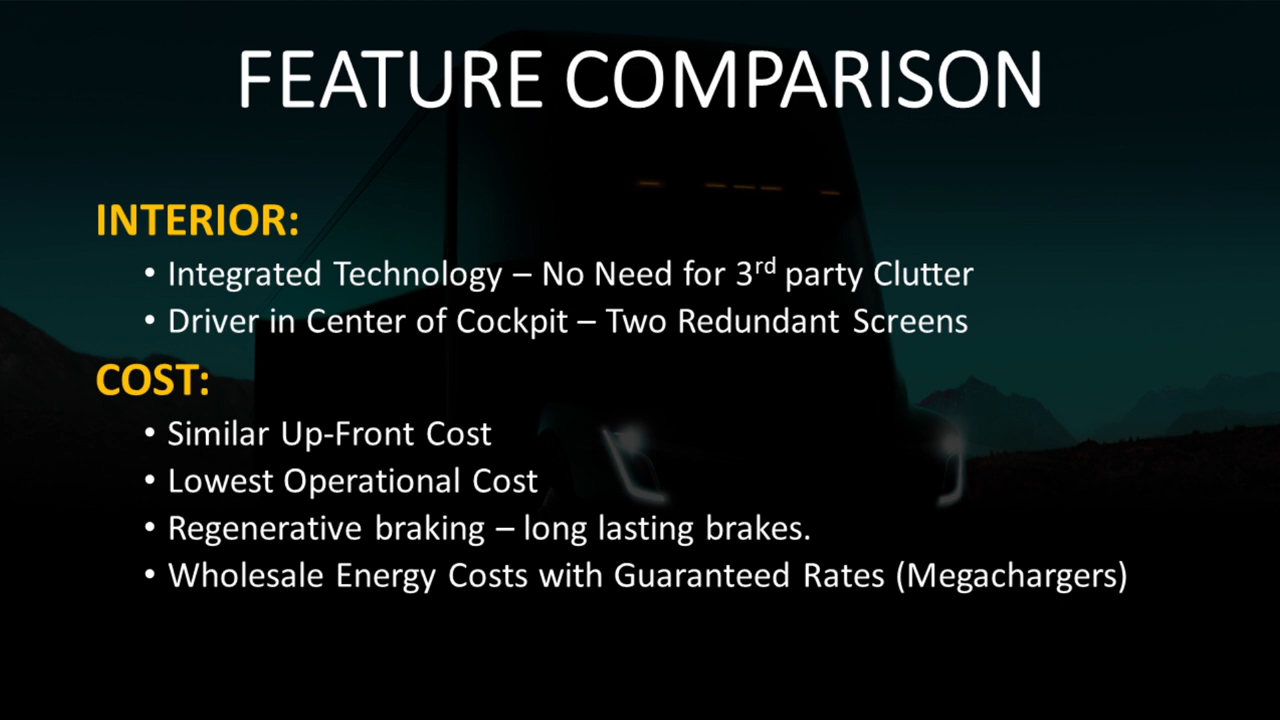 FEATURE COMPARISON
INTERIOR:
• Integrated Technology – No Need for 3rd party Clutter
• Driver in Center of Cockpit – Two Redundant Screens
COST:
• Similar Up-Front Cost
• Lowest Operational Cost
• Regenerative braking – long lasting brakes.
• Wholesale Energy Costs with Guaranteed Rates (Megachargers)